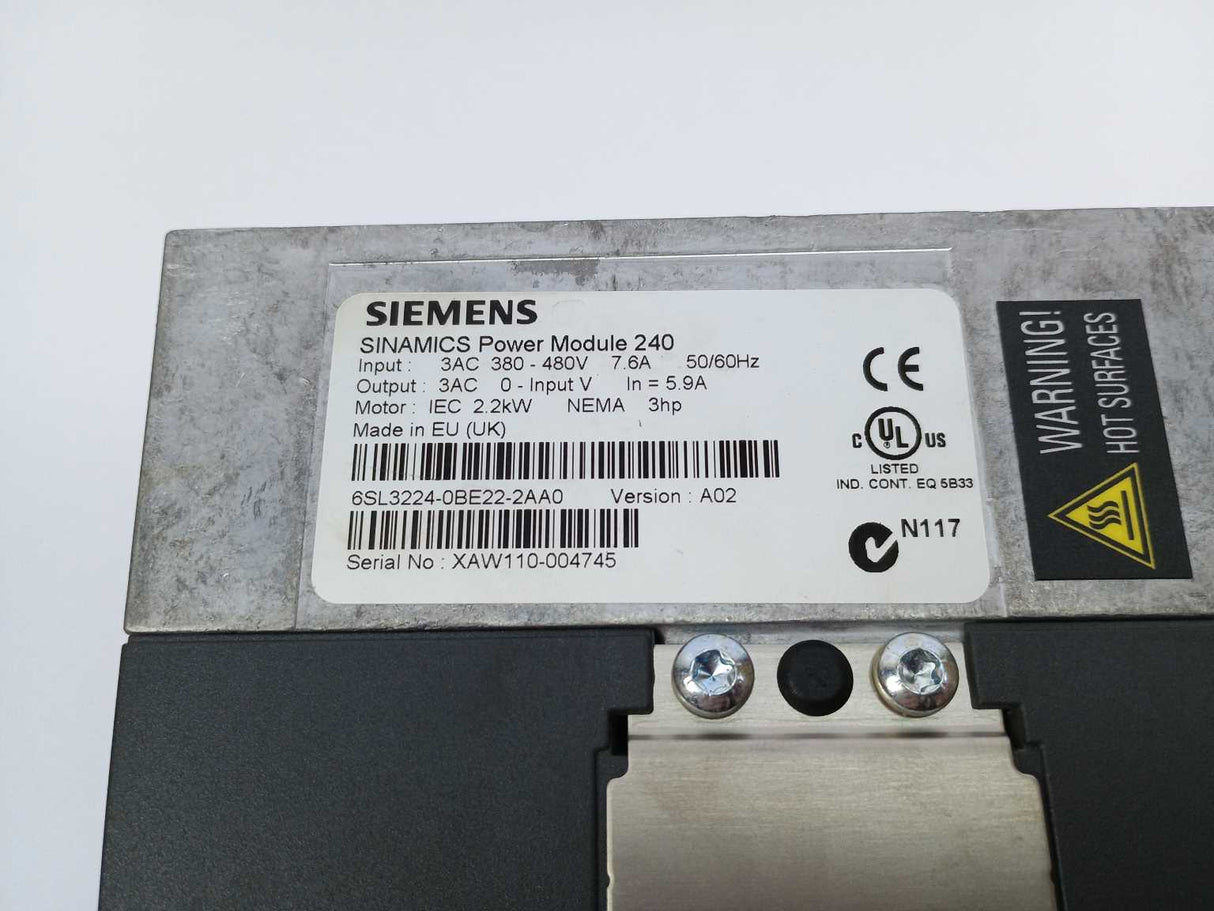 SIEMENS
SINAMICS Power Module 240
Input : 3AC 380 - 480V 7.6A 50/60Hz
Output : 3AC 0 - Input V In = 5.9A
Motor : IEC 2.2kW NEMA 3hp
Made in EU (UK)
6SL3224-0BE22-2AA0 Version : A02
Serial No : XAW110-004745
CE
C UL US
LISTED
IND. CONT. EQ 5B33
N117
WARNING!
HOT SURFACES